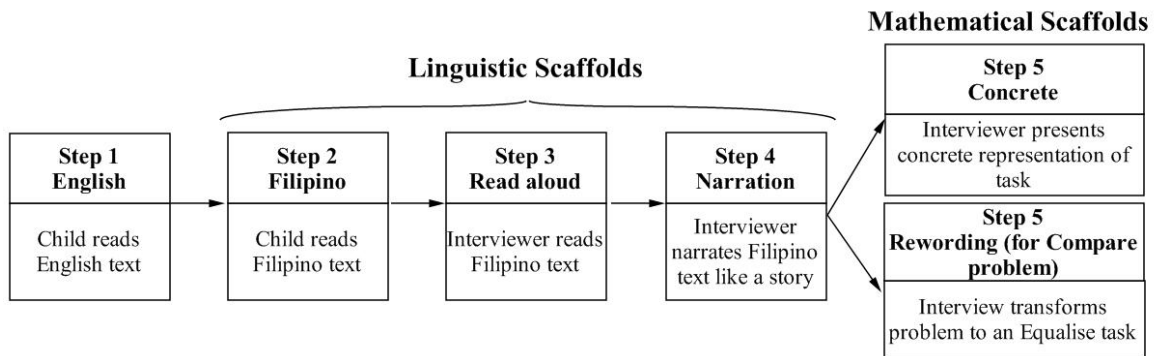 Mathematical Scaffolds
Linguistic Scaffolds
Step 1
English
Child reads
English text
Step 2
Filipino
Child reads
Filipino text
Step 3
Read aloud
Interviewer reads
Filipino text
Step 4
Narration
Interviewer
narrates Filipino
text like a story
Step 5
Concrete
Interviewer presents
concrete representation of
task
Step 5
Rewording (for Compare
problem)
Interview transforms
problem to an Equalise task